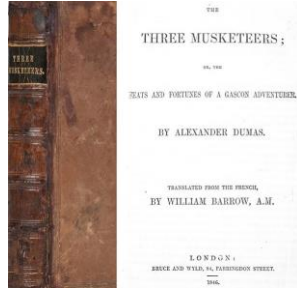 THREE
MUSKETEERS.
THE
THREE MUSKETEERS;
OR, THE
FEATS AND FORTUNES OF A GASCON ADVENTURER.
BY ALEXANDER DUMAS.
TRANSLATED FROM THE FRENCH,
BY WILLIAM BARROW, A.M.
LONDON:
BRUCE AND WYLD, 84, FARRINGDON STREET.
1846.